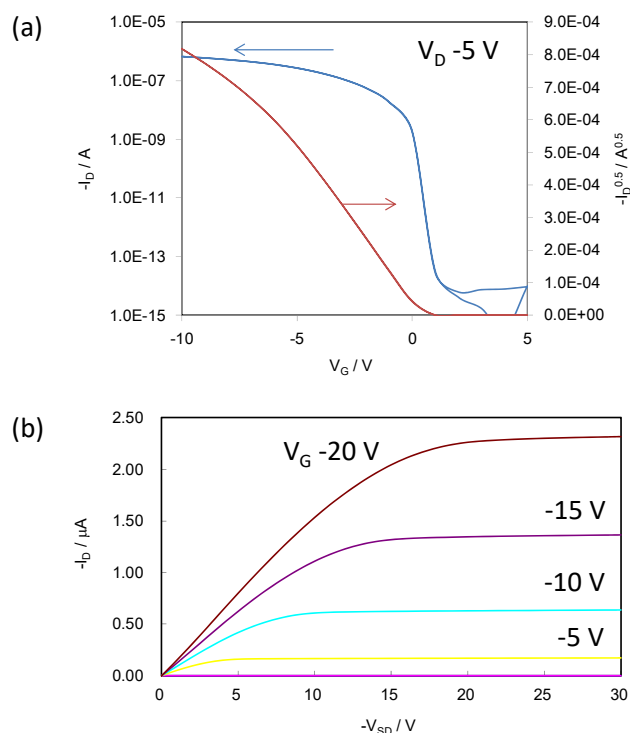 (a)
V_D -5 V
1.0E-05
1.0E-07
1.0E-09
1.0E-11
1.0E-13
1.0E-15
-I_D / A
9.0E-04
8.0E-04
7.0E-04
6.0E-04
5.0E-04
4.0E-04
3.0E-04
2.0E-04
1.0E-04
0.0E+00
-I_D^0.5 / A^0.5
-10 -5 0 5
V_G / V
(b)
V_G -20 V
-15 V
-10 V
-5 V
2.50
2.00
1.50
1.00
0.50
0.00
-I_D / µA
0 5 10 15 20 25 30
-V_SD / V